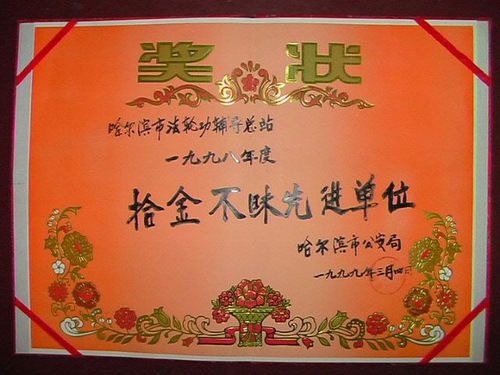 奖状
哈尔滨市法轮功辅导总站
一九九八年度
拾金不昧先进单位
哈尔滨市公安局
一九九九年三月四日